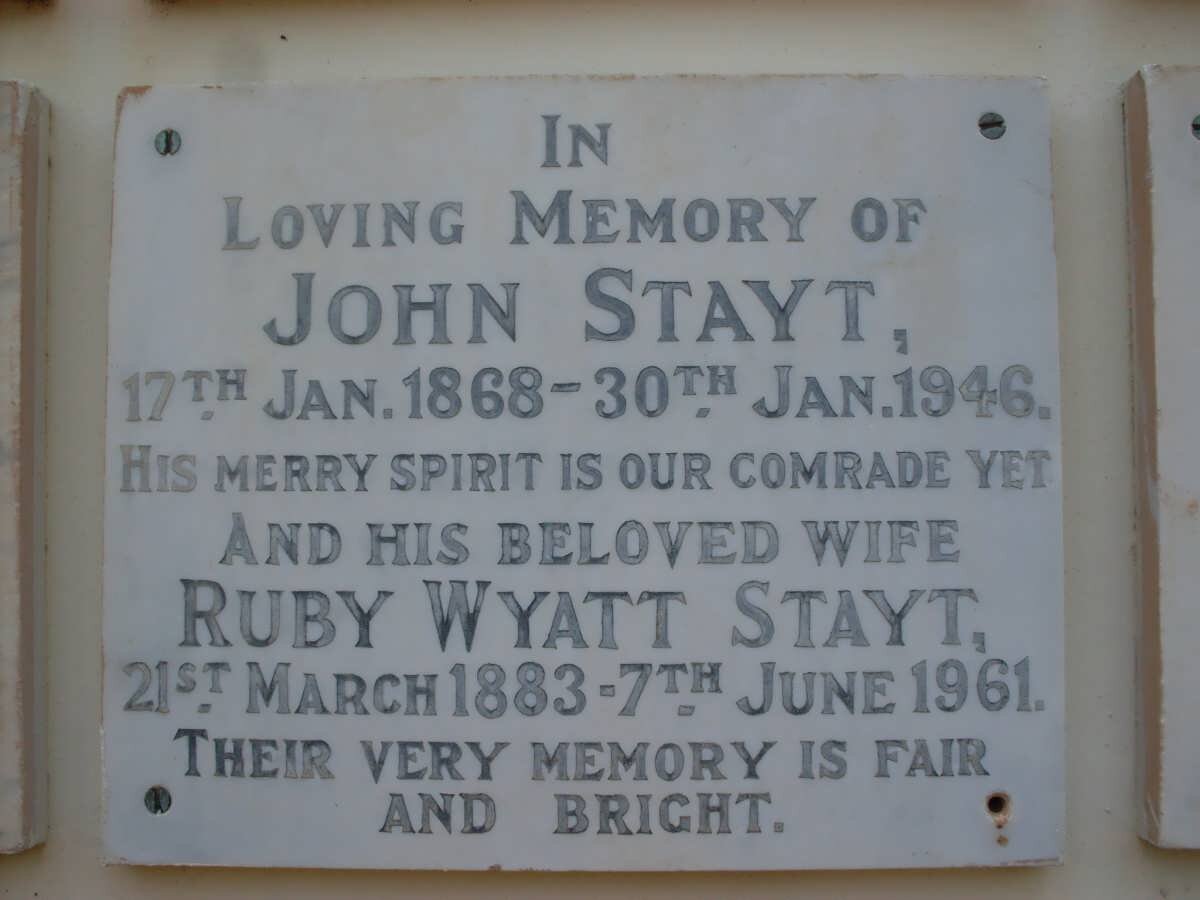 IN
LOVING MEMORY OF
JOHN STAYT,
17TH JAN. 1868 - 30TH JAN. 1946.
HIS MERRY SPIRIT IS OUR COMRADE YET
AND HIS BELOVED WIFE
RUBY WYATT STAYT,
21ST MARCH 1883 - 7TH JUNE 1961.
THEIR VERY MEMORY IS FAIR
AND BRIGHT.